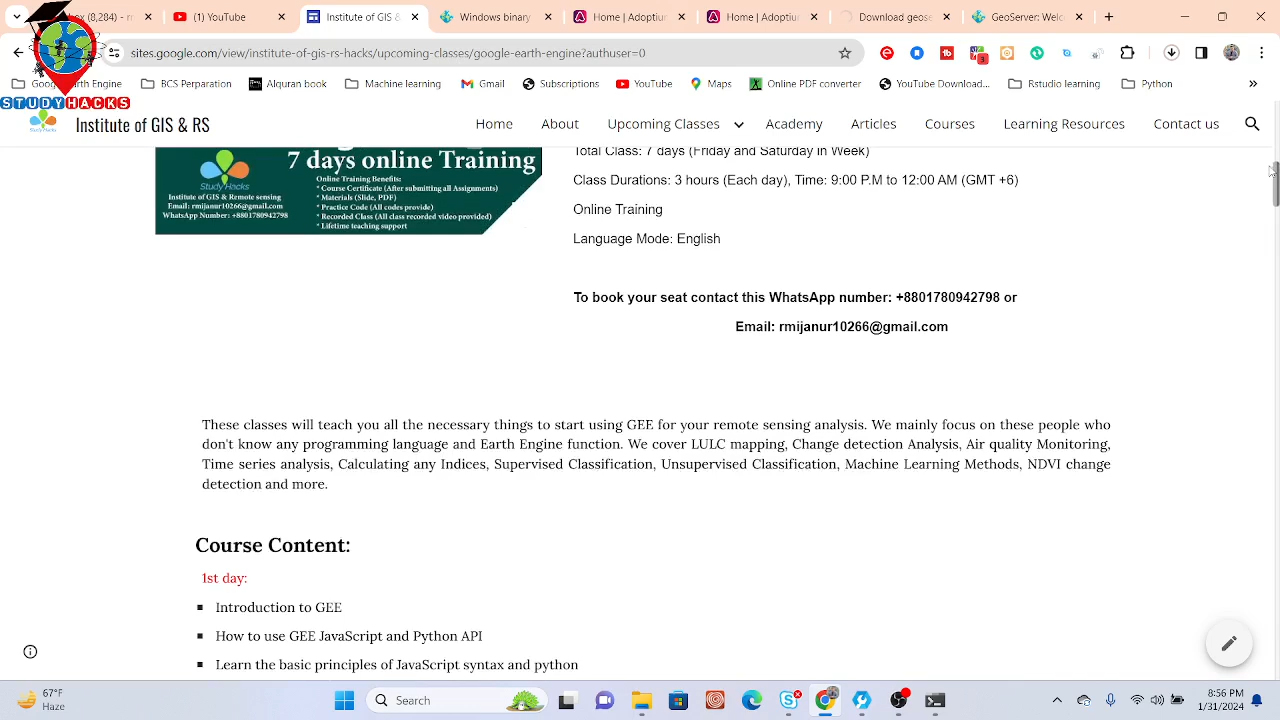 (8,284) -
Institute of GIS &
Windows binary
Home | Adoptium
Temurin™ for
Download geose
GeoServer Web
sites.google.com/view/institute-of-gis-rs-hacks/upcoming-classes/google-earth-engine?authuser=0
3
Google Earth Engine
BCS Preparation
Alquran book
Machine learning
Gmail
Subscriptions
YouTube
Maps
Online PDF converter
YouTube Download...
Rstudio learning
Python
»
STUDYHACKS
Study Hacks
Institute of GIS & RS
Home
About
Upcoming Classes
Academy
Articles
Courses
Learning Resources
Contact us
7 days online Training
Study Hacks
Institute of GIS & Remote sensing
Email: rmijanur10266@gmail.com
WhatsApp Number: +8801780942798
Online Training Benefits:
* Course Certificate (After submitting all Assignments)
* Materials (Slide, PDF)
* Practice Code (All codes provide)
* Recorded Class (All class recorded video provided)
* Lifetime teaching support
Total Class: 7 days (Friday and Saturday in Week)
Class Durations: 3 hours (Each day) Time: 9:00 P.M to 12:00 AM (GMT +6)
Online Training
Language Mode: English
To book your seat contact this WhatsApp number: +8801780942798 or
Email: rmijanur10266@gmail.com
These classes will teach you all the necessary things to start using GEE for your remote sensing analysis. We mainly focus on these people who
don't know any programming language and Earth Engine function. We cover LULC mapping, Change detection Analysis, Air quality Monitoring,
Time series analysis, Calculating any Indices, Supervised Classification, Unsupervised Classification, Machine Learning Methods, NDVI change
detection and more.
Course Content:
1st day:
▪ Introduction to GEE
▪ How to use GEE JavaScript and Python API
▪ Learn the basic principles of JavaScript syntax and python
67°F
Haze
Search
8:56 PM
1/31/2024